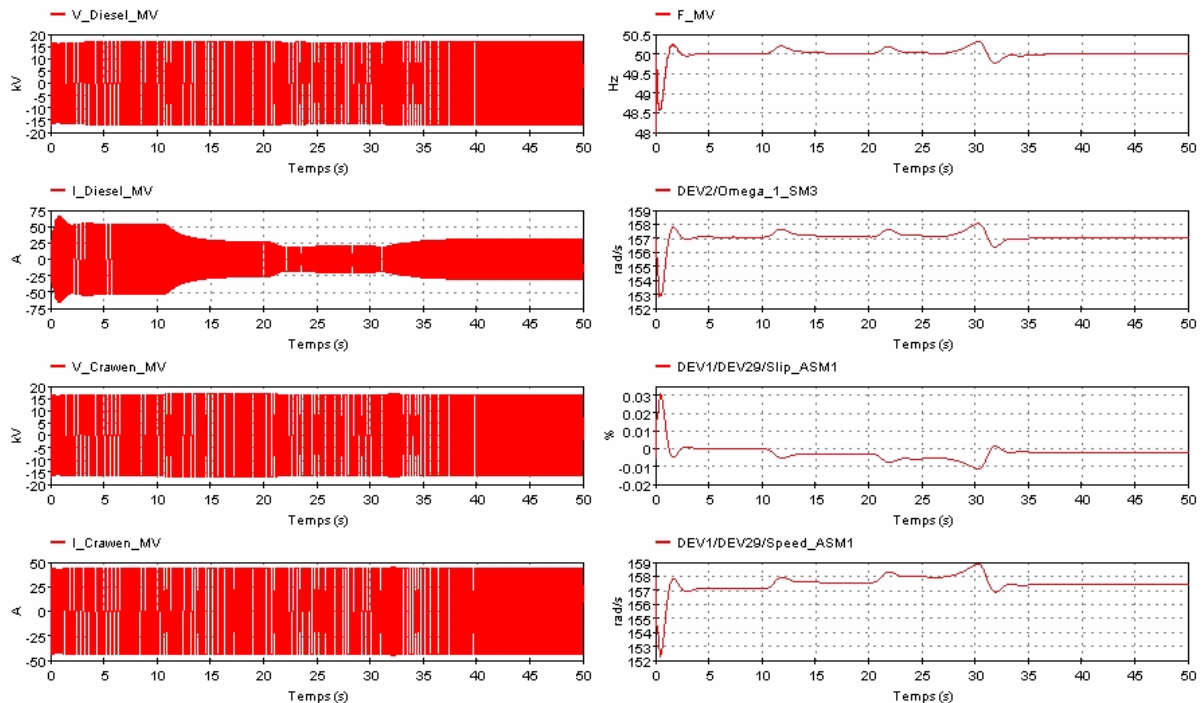 V_Diesel_MV
20
15
10
5
0
-5
-10
-15
-20
kV
0 5 10 15 20 25 30 35 40 45 50
Temps (s)
I_Diesel_MV
75
50
25
0
-25
-50
-75
A
0 5 10 15 20 25 30 35 40 45 50
Temps (s)
V_Crawen_MV
20
15
10
5
0
-5
-10
-15
-20
kV
0 5 10 15 20 25 30 35 40 45 50
Temps (s)
I_Crawen_MV
50
25
0
-25
-50
A
0 5 10 15 20 25 30 35 40 45 50
Temps (s)
F_MV
50.5
50
49.5
49
48.5
48
Hz
0 5 10 15 20 25 30 35 40 45 50
Temps (s)
DEV2/Omega_1_SM3
159
158
157
156
155
154
153
152
rad/s
0 5 10 15 20 25 30 35 40 45 50
Temps (s)
DEV1/DEV29/Slip_ASM1
0.03
0.02
0.01
0
-0.01
-0.02
%
0 5 10 15 20 25 30 35 40 45 50
Temps (s)
DEV1/DEV29/Speed_ASM1
159
158
157
156
155
154
153
152
rad/s
0 5 10 15 20 25 30 35 40 45 50
Temps (s)